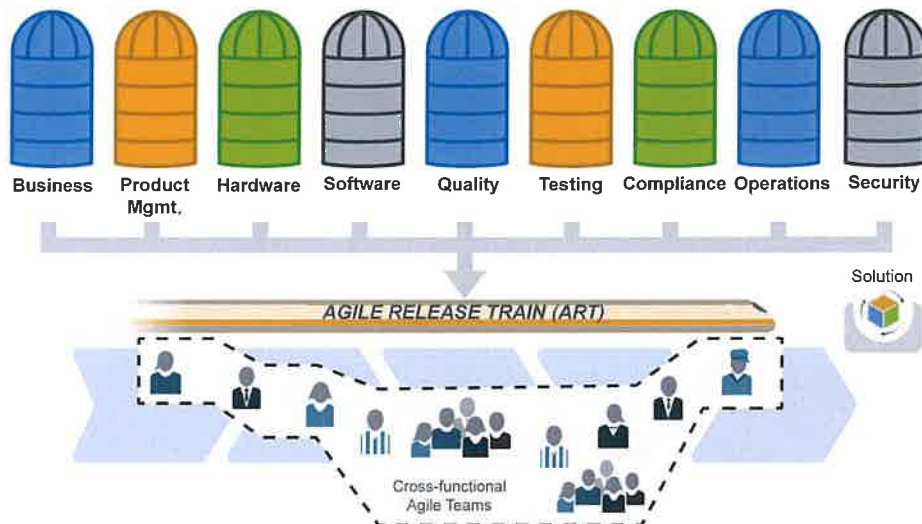 Business
Product
Mgmt.
Hardware
Software
Quality
Testing
Compliance
Operations
Security
Solution
AGILE RELEASE TRAIN (ART)
Cross-functional
Agile Teams